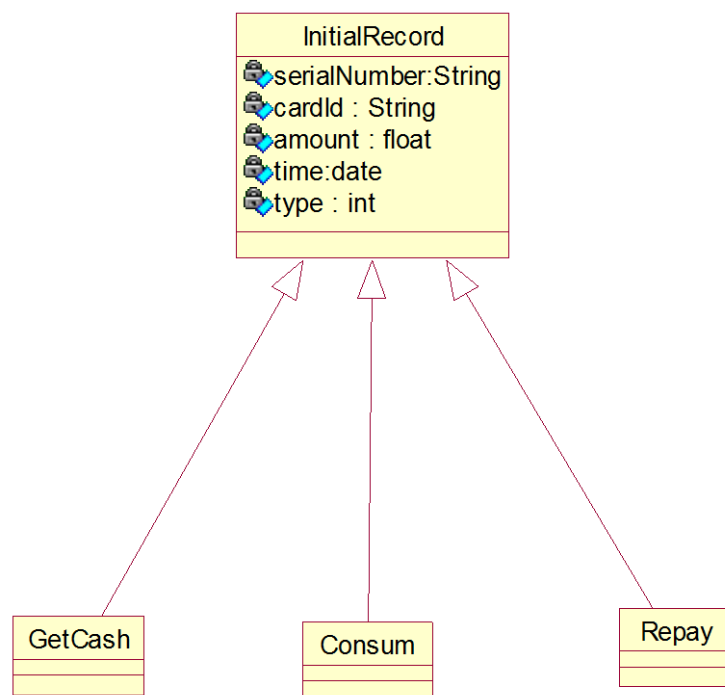 InitialRecord
serialNumber:String
cardId : String
amount : float
time:date
type : int
GetCash
Consum
Repay